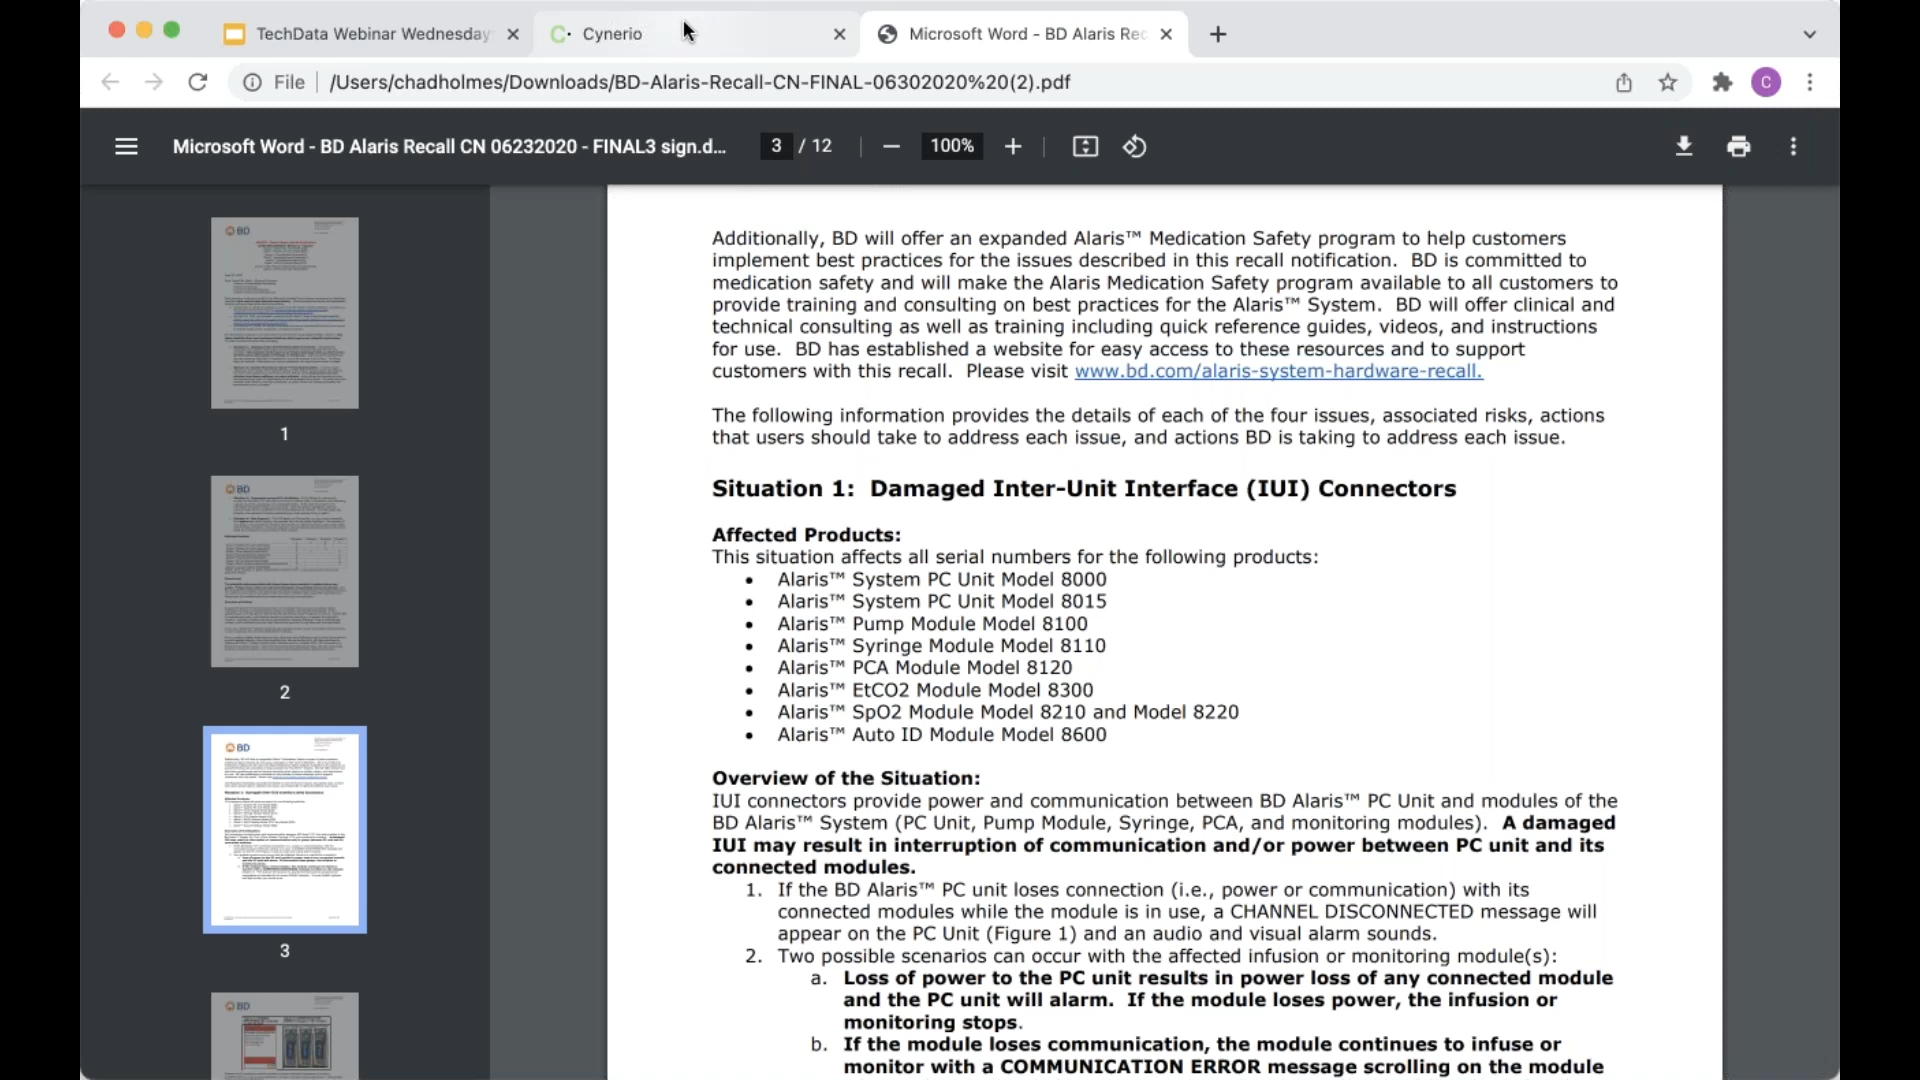 TechData Webinar Wednesday
Cynerio
Microsoft Word - BD Alaris Rec
File
/Users/chadholmes/Downloads/BD-Alaris-Recall-CN-FINAL-06302020%20(2).pdf
C
Microsoft Word - BD Alaris Recall CN 06232020 - FINAL3 sign.d...
3 / 12
100%
BD
1
BD
2
BD
3
BD
Additionally, BD will offer an expanded Alaris™ Medication Safety program to help customers
implement best practices for the issues described in this recall notification.  BD is committed to
medication safety and will make the Alaris Medication Safety program available to all customers to
provide training and consulting on best practices for the Alaris™ System.  BD will offer clinical and
technical consulting as well as training including quick reference guides, videos, and instructions
for use.  BD has established a website for easy access to these resources and to support
customers with this recall.  Please visit www.bd.com/alaris-system-hardware-recall.
The following information provides the details of each of the four issues, associated risks, actions
that users should take to address each issue, and actions BD is taking to address each issue.
Situation 1:  Damaged Inter-Unit Interface (IUI) Connectors
Affected Products:
This situation affects all serial numbers for the following products:
• Alaris™ System PC Unit Model 8000
• Alaris™ System PC Unit Model 8015
• Alaris™ Pump Module Model 8100
• Alaris™ Syringe Module Model 8110
• Alaris™ PCA Module Model 8120
• Alaris™ EtCO2 Module Model 8300
• Alaris™ SpO2 Module Model 8210 and Model 8220
• Alaris™ Auto ID Module Model 8600
Overview of the Situation:
IUI connectors provide power and communication between BD Alaris™ PC Unit and modules of the
BD Alaris™ System (PC Unit, Pump Module, Syringe, PCA, and monitoring modules).  A damaged
IUI may result in interruption of communication and/or power between PC unit and its
connected modules.
1. If the BD Alaris™ PC unit loses connection (i.e., power or communication) with its
connected modules while the module is in use, a CHANNEL DISCONNECTED message will
appear on the PC Unit (Figure 1) and an audio and visual alarm sounds.
2. Two possible scenarios can occur with the affected infusion or monitoring module(s):
a. Loss of power to the PC unit results in power loss of any connected module
and the PC unit will alarm.  If the module loses power, the infusion or
monitoring stops.
b. If the module loses communication, the module continues to infuse or
monitor with a COMMUNICATION ERROR message scrolling on the module